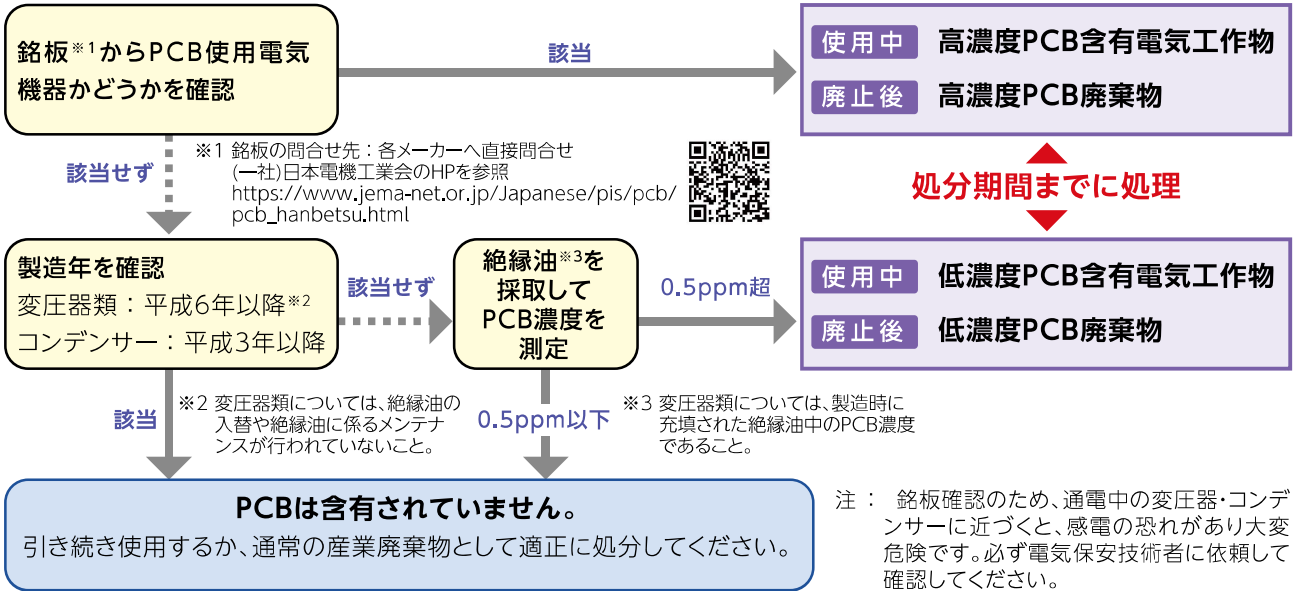 銘板※1からPCB使用電気
機器かどうかを確認
該当
使用中 高濃度PCB含有電気工作物
廃止後 高濃度PCB廃棄物
該当せず
※1 銘板の問合せ先：各メーカーへ直接問合せ
(一社)日本電機工業会のHPを参照
https://www.jema-net.or.jp/Japanese/pis/pcb/
pcb_hanbetsu.html
処分期間までに処理
製造年を確認
変圧器類：平成6年以降※2
コンデンサー：平成3年以降
該当せず
絶縁油※3を
採取して
PCB濃度を
測定
0.5ppm超
使用中 低濃度PCB含有電気工作物
廃止後 低濃度PCB廃棄物
該当
※2 変圧器類については、絶縁油の
入替や絶縁油に係るメンテナ
ンスが行われていないこと。
0.5ppm以下
※3 変圧器類については、製造時に
充填された絶縁油中のPCB濃度
であること。
PCBは含有されていません。
引き続き使用するか、通常の産業廃棄物として適正に処分してください。
注： 銘板確認のため、通電中の変圧器・コンデ
ンサーに近づくと、感電の恐れがあり大変
危険です。必ず電気保安技術者に依頼して
確認してください。